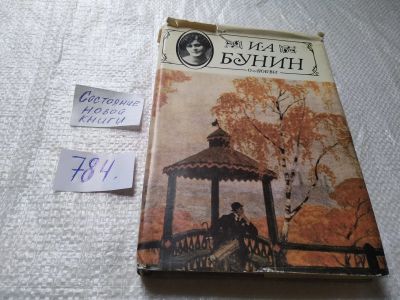 И·А
БУНИН
О ЛЮБВИ
Состояние
новой
книги
784.